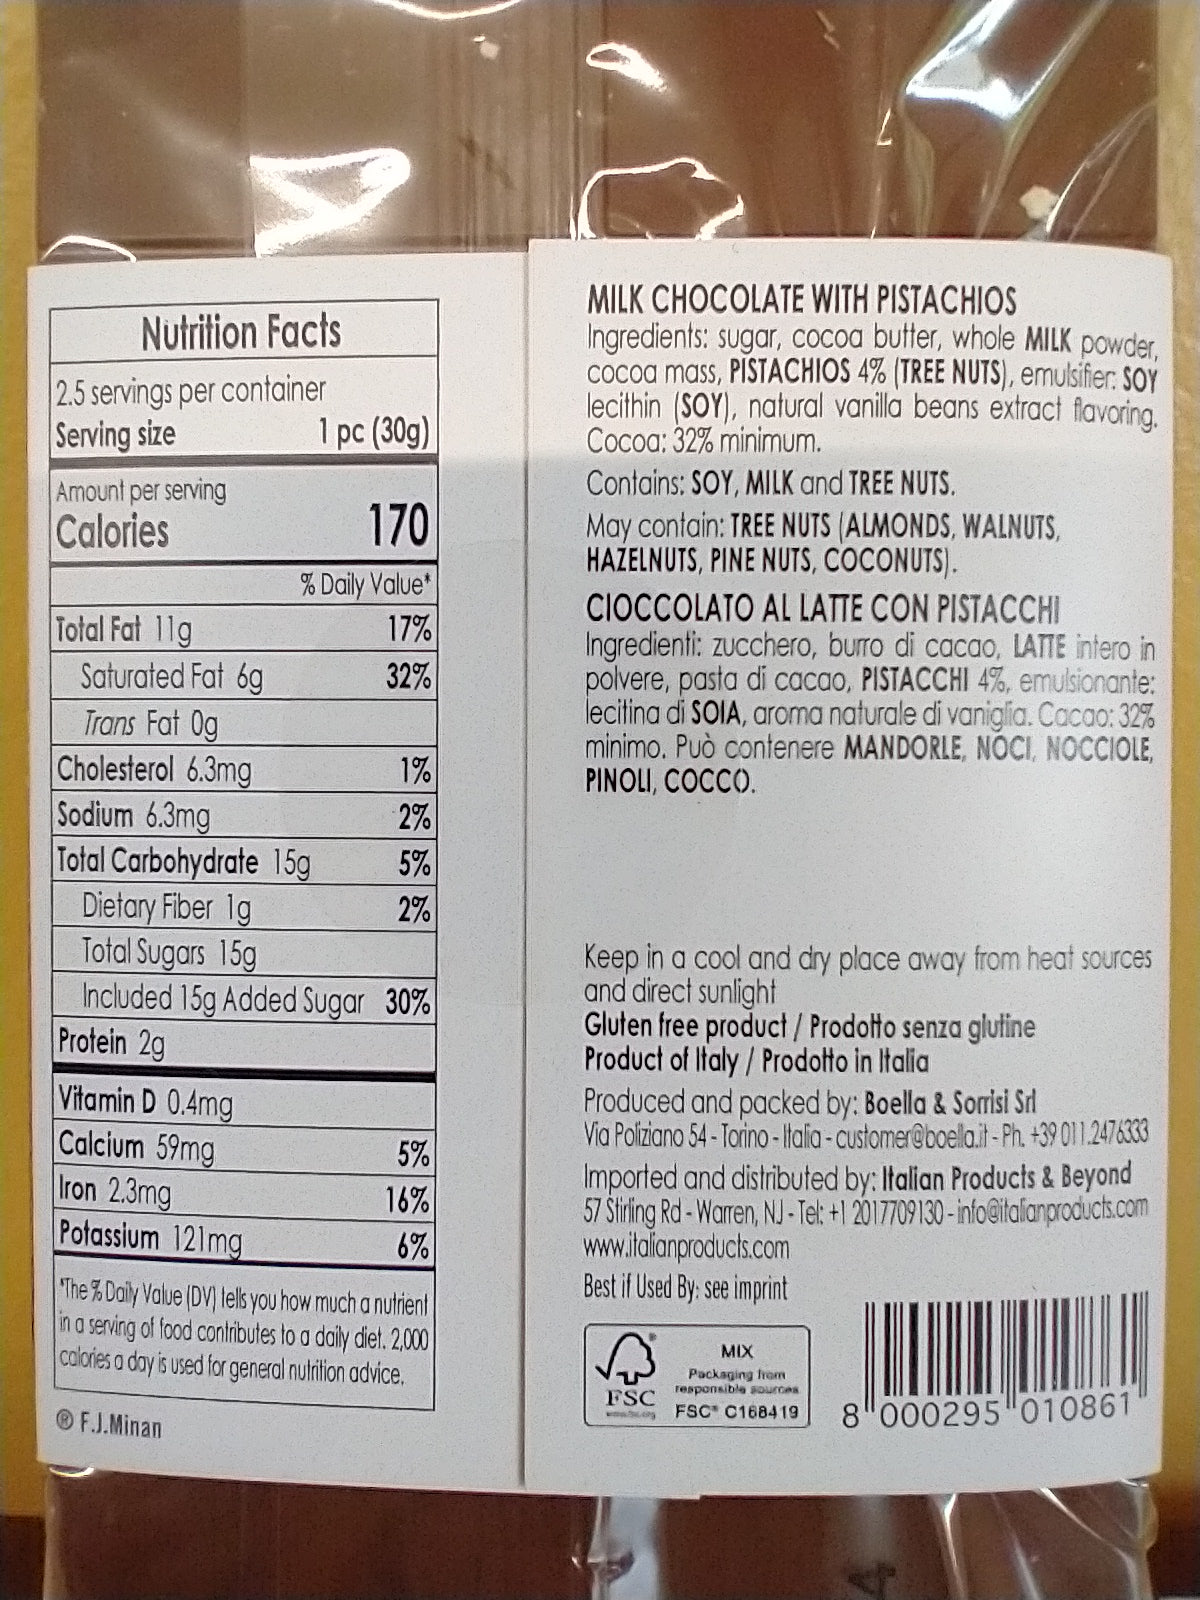 Nutrition Facts
2.5 servings per container
Serving size 1 pc (30g)
Amount per serving
Calories 170
% Daily Value*
Total Fat 11g 17%
Saturated Fat 6g 32%
Trans Fat 0g
Cholesterol 6.3mg 1%
Sodium 6.3mg 2%
Total Carbohydrate 15g 5%
Dietary Fiber 1g 2%
Total Sugars 15g
Included 15g Added Sugar 30%
Protein 2g
Vitamin D 0.4mg
Calcium 59mg 5%
Iron 2.3mg 16%
Potassium 121mg 6%
*The % Daily Value (DV) tells you how much a nutrient
in a serving of food contributes to a daily diet. 2,000
calories a day is used for general nutrition advice.
® F.J.Minan
MILK CHOCOLATE WITH PISTACHIOS
Ingredients: sugar, cocoa butter, whole MILK powder,
cocoa mass, PISTACHIOS 4% (TREE NUTS), emulsifier: SOY
lecithin (SOY), natural vanilla beans extract flavoring.
Cocoa: 32% minimum.
Contains: SOY, MILK and TREE NUTS.
May contain: TREE NUTS (ALMONDS, WALNUTS,
HAZELNUTS, PINE NUTS, COCONUTS).
CIOCCOLATO AL LATTE CON PISTACCHI
Ingredienti: zucchero, burro di cacao, LATTE intero in
polvere, pasta di cacao, PISTACCHI 4%, emulsionante:
lecitina di SOIA, aroma naturale di vaniglia. Cacao: 32%
minimo. Può contenere MANDORLE, NOCI, NOCCIOLE,
PINOLI, COCCO.
Keep in a cool and dry place away from heat sources
and direct sunlight
Gluten free product / Prodotto senza glutine
Product of Italy / Prodotto in Italia
Produced and packed by: Boella & Sorrisi Srl
Via Poliziano 54 - Torino - Italia - customer@boella.it - Ph. +39 011.2476333
Imported and distributed by: Italian Products & Beyond
57 Stirling Rd - Warren, NJ - Tel: +1 2017709130 - info@italianproducts.com
www.italianproducts.com
Best if Used By: see imprint
FSC
www.fsc.org
MIX
Packaging from
responsible sources
FSC® C168419
8 000295 010861